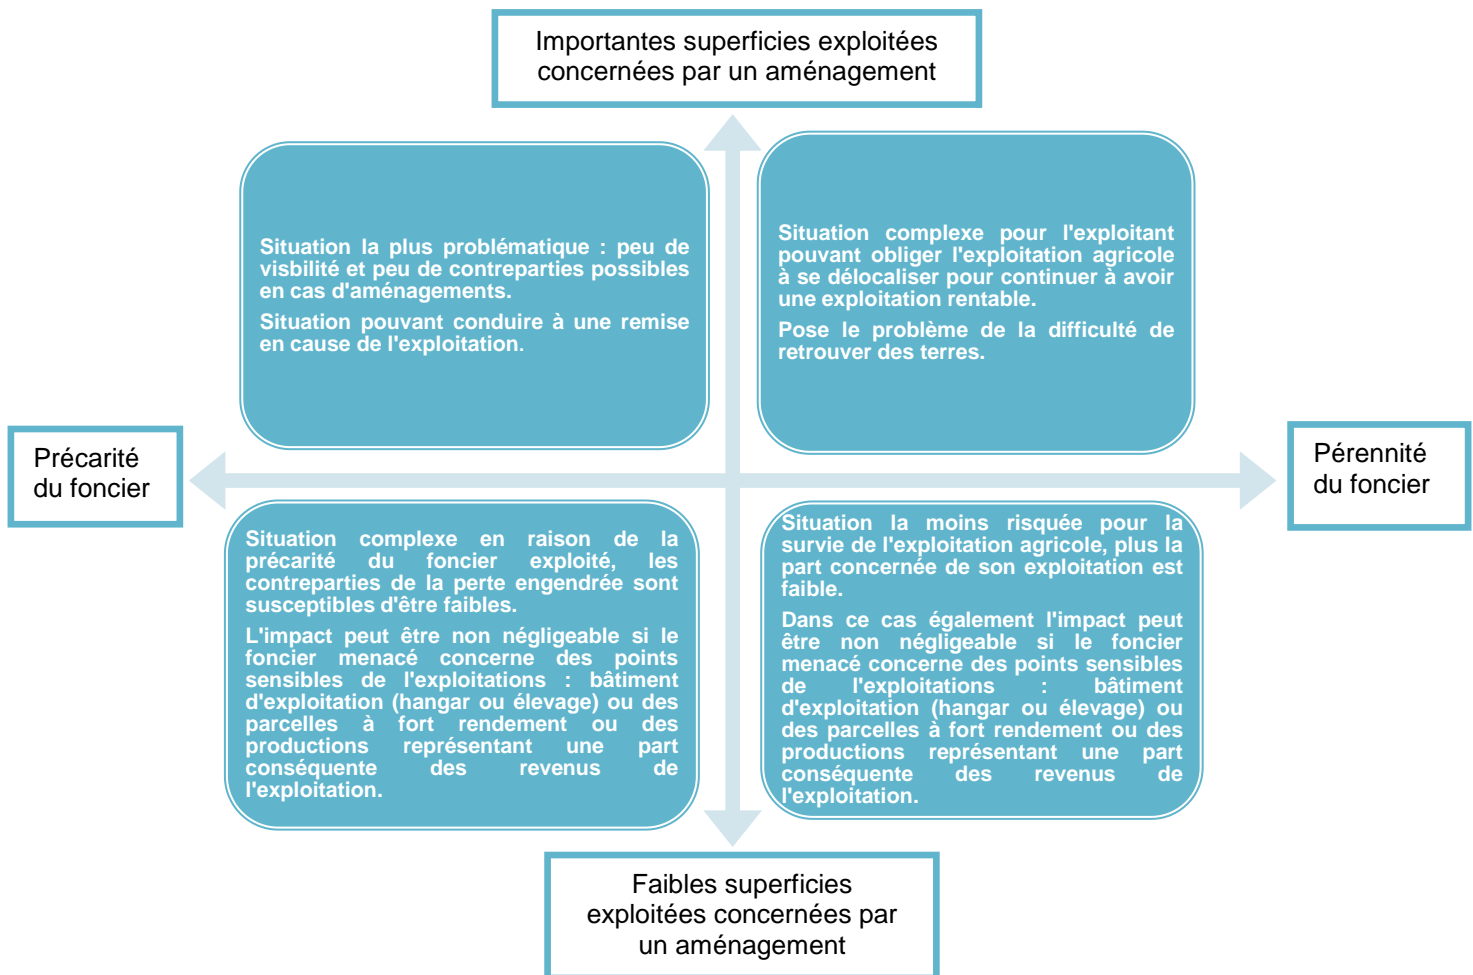 Importantes superficies exploitées
concernées par un aménagement
Situation la plus problématique : peu de
visbilité et peu de contreparties possibles
en cas d'aménagements.
Situation pouvant conduire à une remise
en cause de l'exploitation.
Situation complexe pour l'exploitant
pouvant obliger l'exploitation agricole
à se délocaliser pour continuer à avoir
une exploitation rentable.
Pose le problème de la difficulté de
retrouver des terres.
Précarité
du foncier
Pérennité
du foncier
Situation complexe en raison de la
précarité du foncier exploité, les
contreparties de la perte engendrée sont
susceptibles d'être faibles.
L'impact peut être non négligeable si le
foncier menacé concerne des points
sensibles de l'exploitations : bâtiment
d'exploitation (hangar ou élevage) ou des
parcelles à fort rendement ou des
productions représentant une part
conséquente des revenus de
l'exploitation.
Situation la moins risquée pour la
survie de l'exploitation agricole, plus la
part concernée de son exploitation est
faible.
Dans ce cas également l'impact peut
être non négligeable si le foncier
menacé concerne des points sensibles
de l'exploitations : bâtiment
d'exploitation (hangar ou élevage) ou
des parcelles à fort rendement ou des
productions représentant une part
conséquente des revenus de
l'exploitation.
Faibles superficies
exploitées concernées par
un aménagement